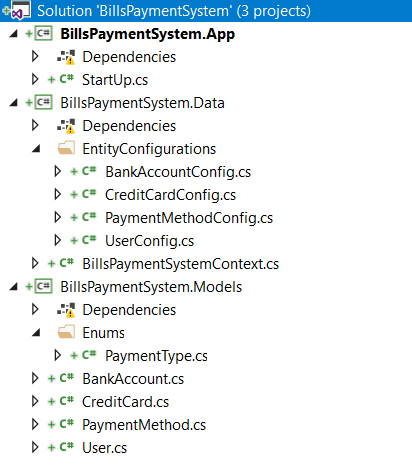 Solution 'BillsPaymentSystem' (3 projects)
BillsPaymentSystem.App
Dependencies
C# StartUp.cs
BillsPaymentSystem.Data
Dependencies
EntityConfigurations
C# BankAccountConfig.cs
C# CreditCardConfig.cs
C# PaymentMethodConfig.cs
C# UserConfig.cs
C# BillsPaymentSystemContext.cs
BillsPaymentSystem.Models
Dependencies
Enums
C# PaymentType.cs
C# BankAccount.cs
C# CreditCard.cs
C# PaymentMethod.cs
C# User.cs